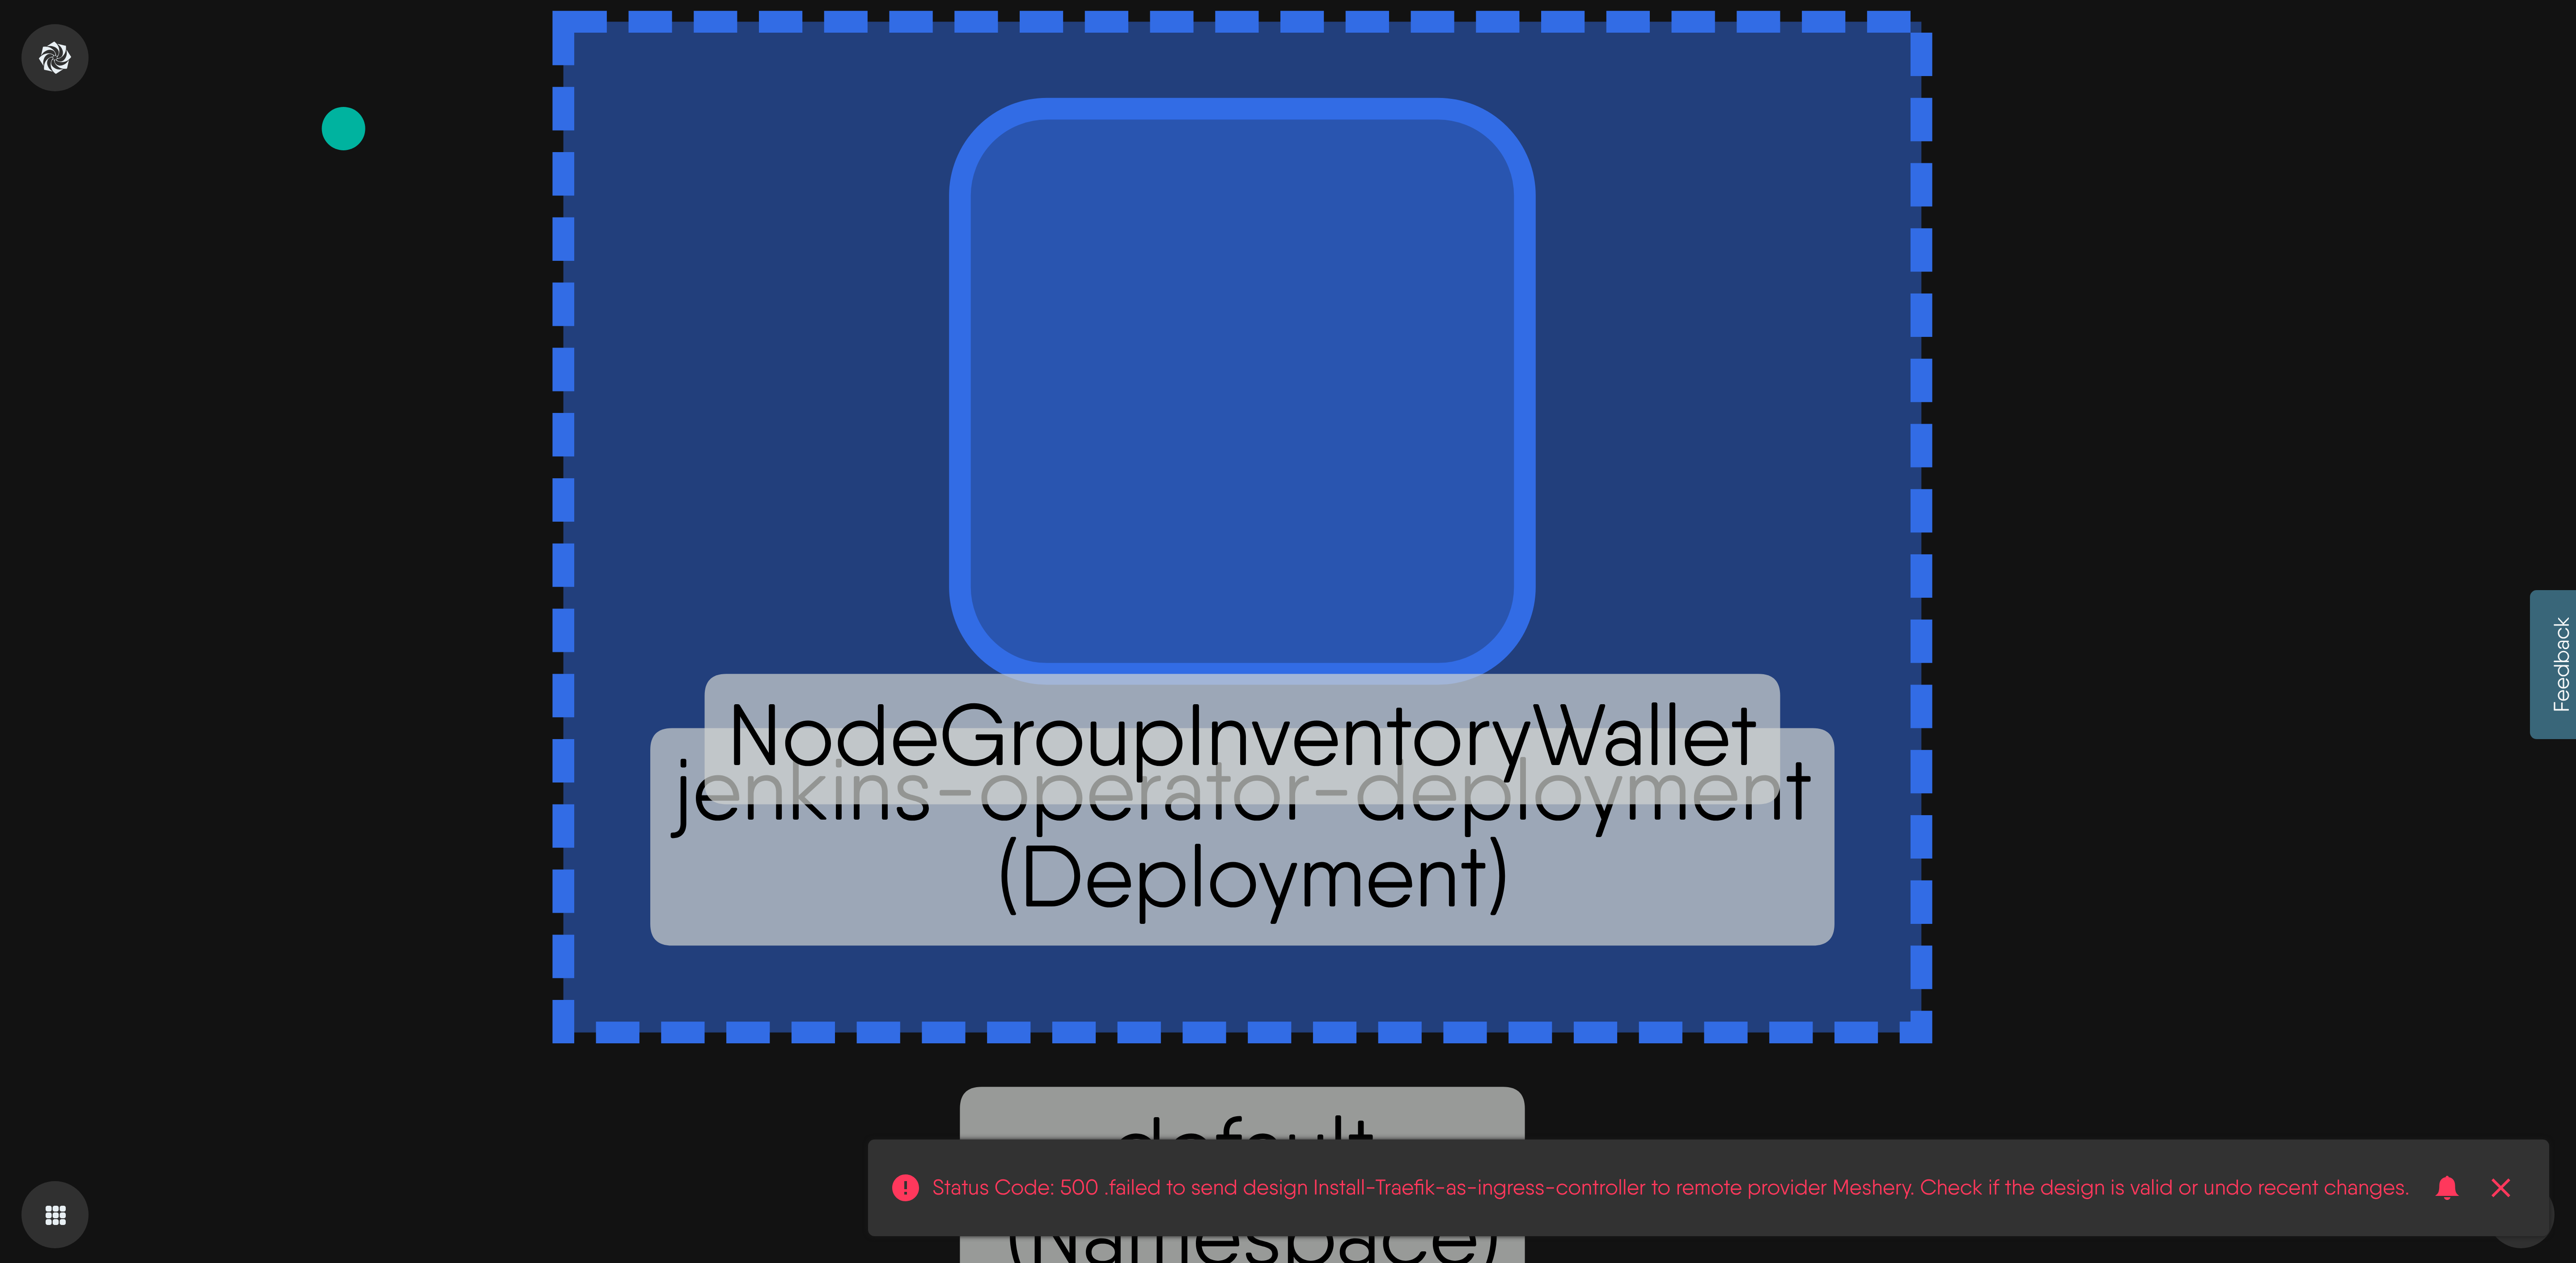 NodeGroupInventoryWallet
jenkins-operator-deployment
(Deployment)
default
(Namespace)
Status Code: 500 .failed to send design Install-Traefik-as-ingress-controller to remote provider Meshery. Check if the design is valid or undo recent changes.
Feedback